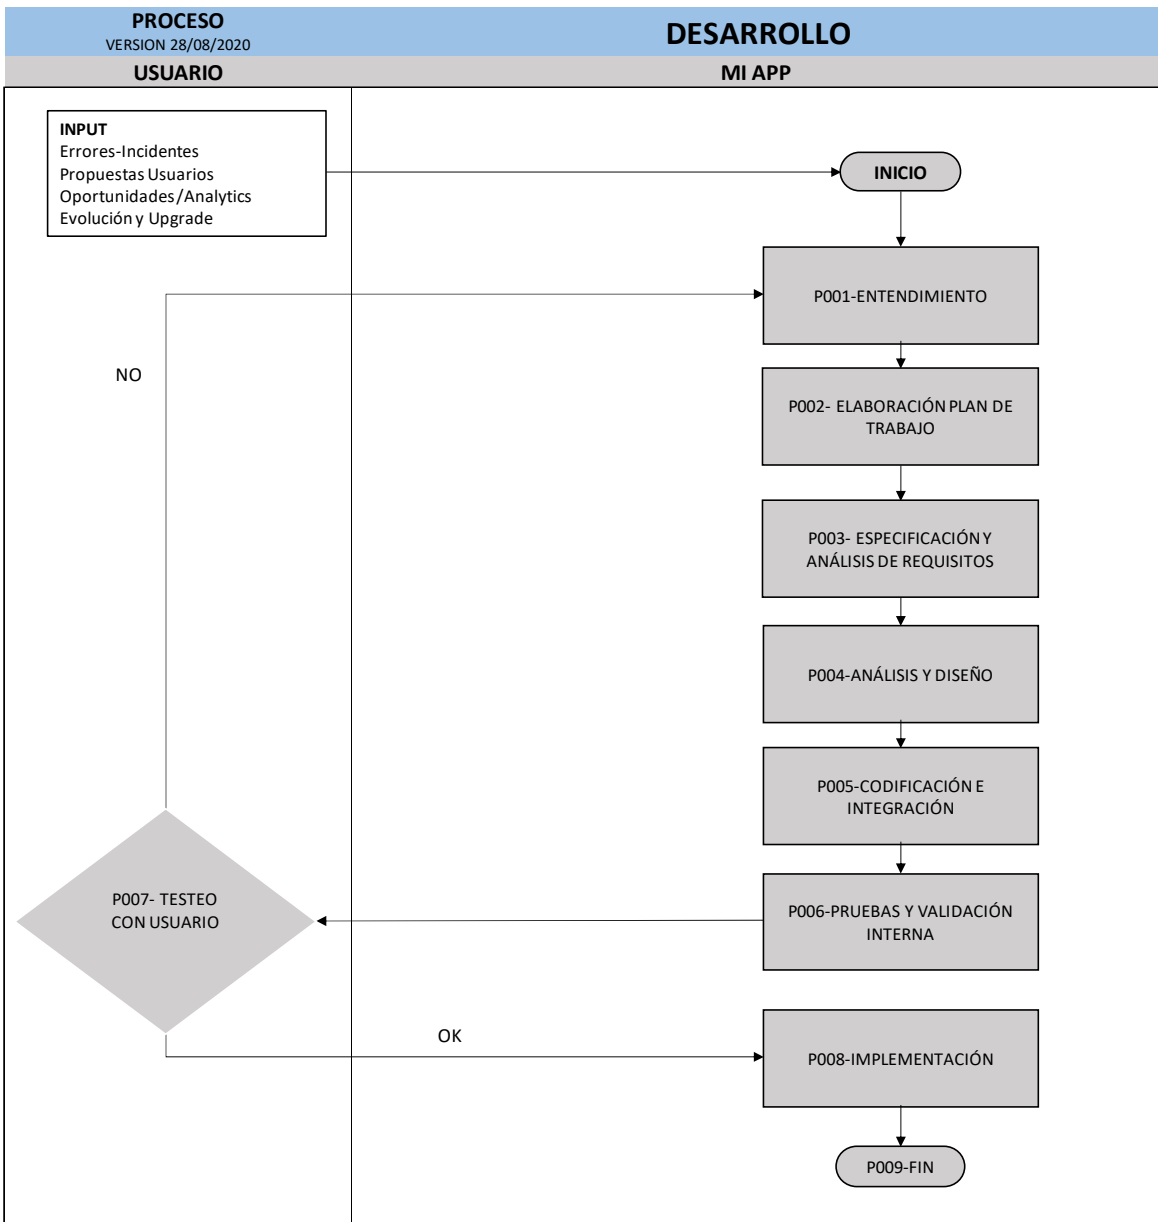 PROCESO
VERSION 28/08/2020
DESARROLLO
USUARIO
MI APP
INPUT
Errores-Incidentes
Propuestas Usuarios
Oportunidades/Analytics
Evolución y Upgrade
INICIO
P001-ENTENDIMIENTO
NO
P002- ELABORACIÓN PLAN DE
TRABAJO
P003- ESPECIFICACIÓN Y
ANÁLISIS DE REQUISITOS
P004-ANÁLISIS Y DISEÑO
P005-CODIFICACIÓN E
INTEGRACIÓN
P006-PRUEBAS Y VALIDACIÓN
INTERNA
P007- TESTEO
CON USUARIO
OK
P008-IMPLEMENTACIÓN
P009-FIN